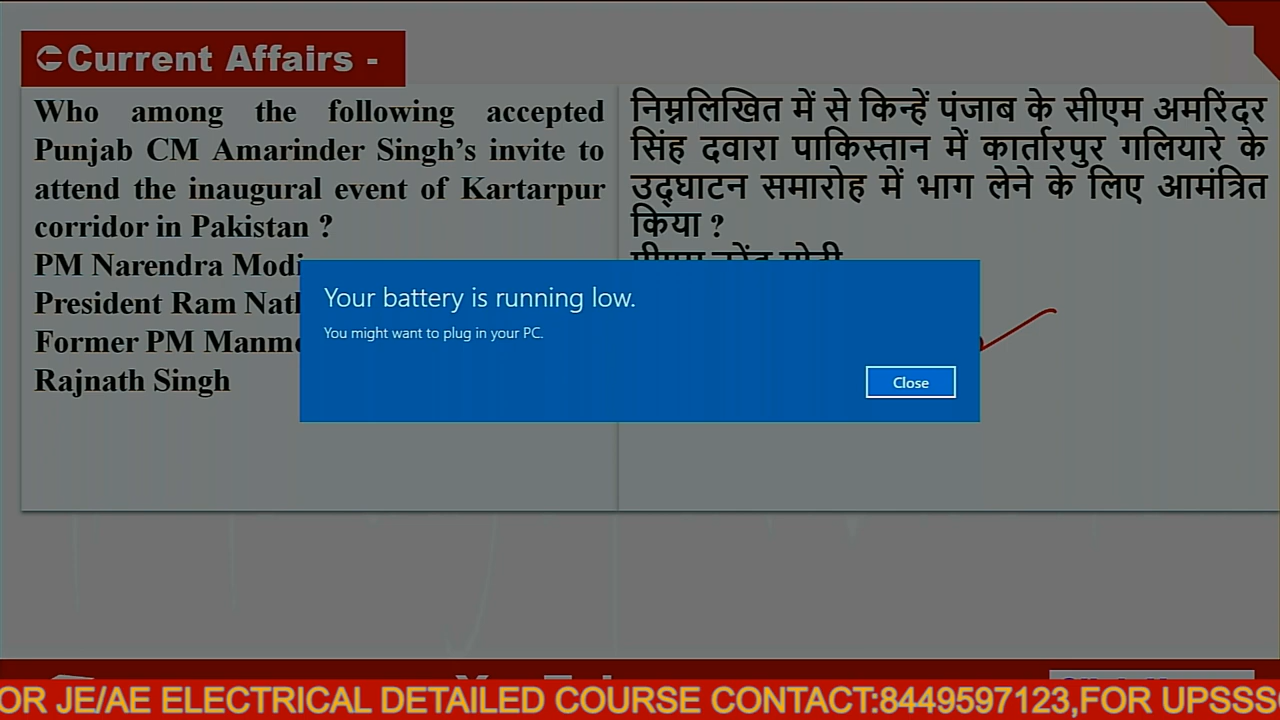 Current Affairs -
Who among the following accepted
Punjab CM Amarinder Singh's invite to
attend the inaugural event of Kartarpur
corridor in Pakistan ?
PM Narendra Modi
President Ram
Former PM
Rajnath Singh
निम्नलिखित में से किन्हें पंजाब के सीएम अमरिंदर
सिंह दवारा पाकिस्तान में कार्तारपुर गलियारे के
उद्घाटन समारोह में भाग लेने के लिए आमंत्रित
किया ?
Your battery is running low.
You might want to plug in your PC.
Close
OR JE/AE ELECTRICAL DETAILED COURSE CONTACT:8449597123,FOR UPSSS